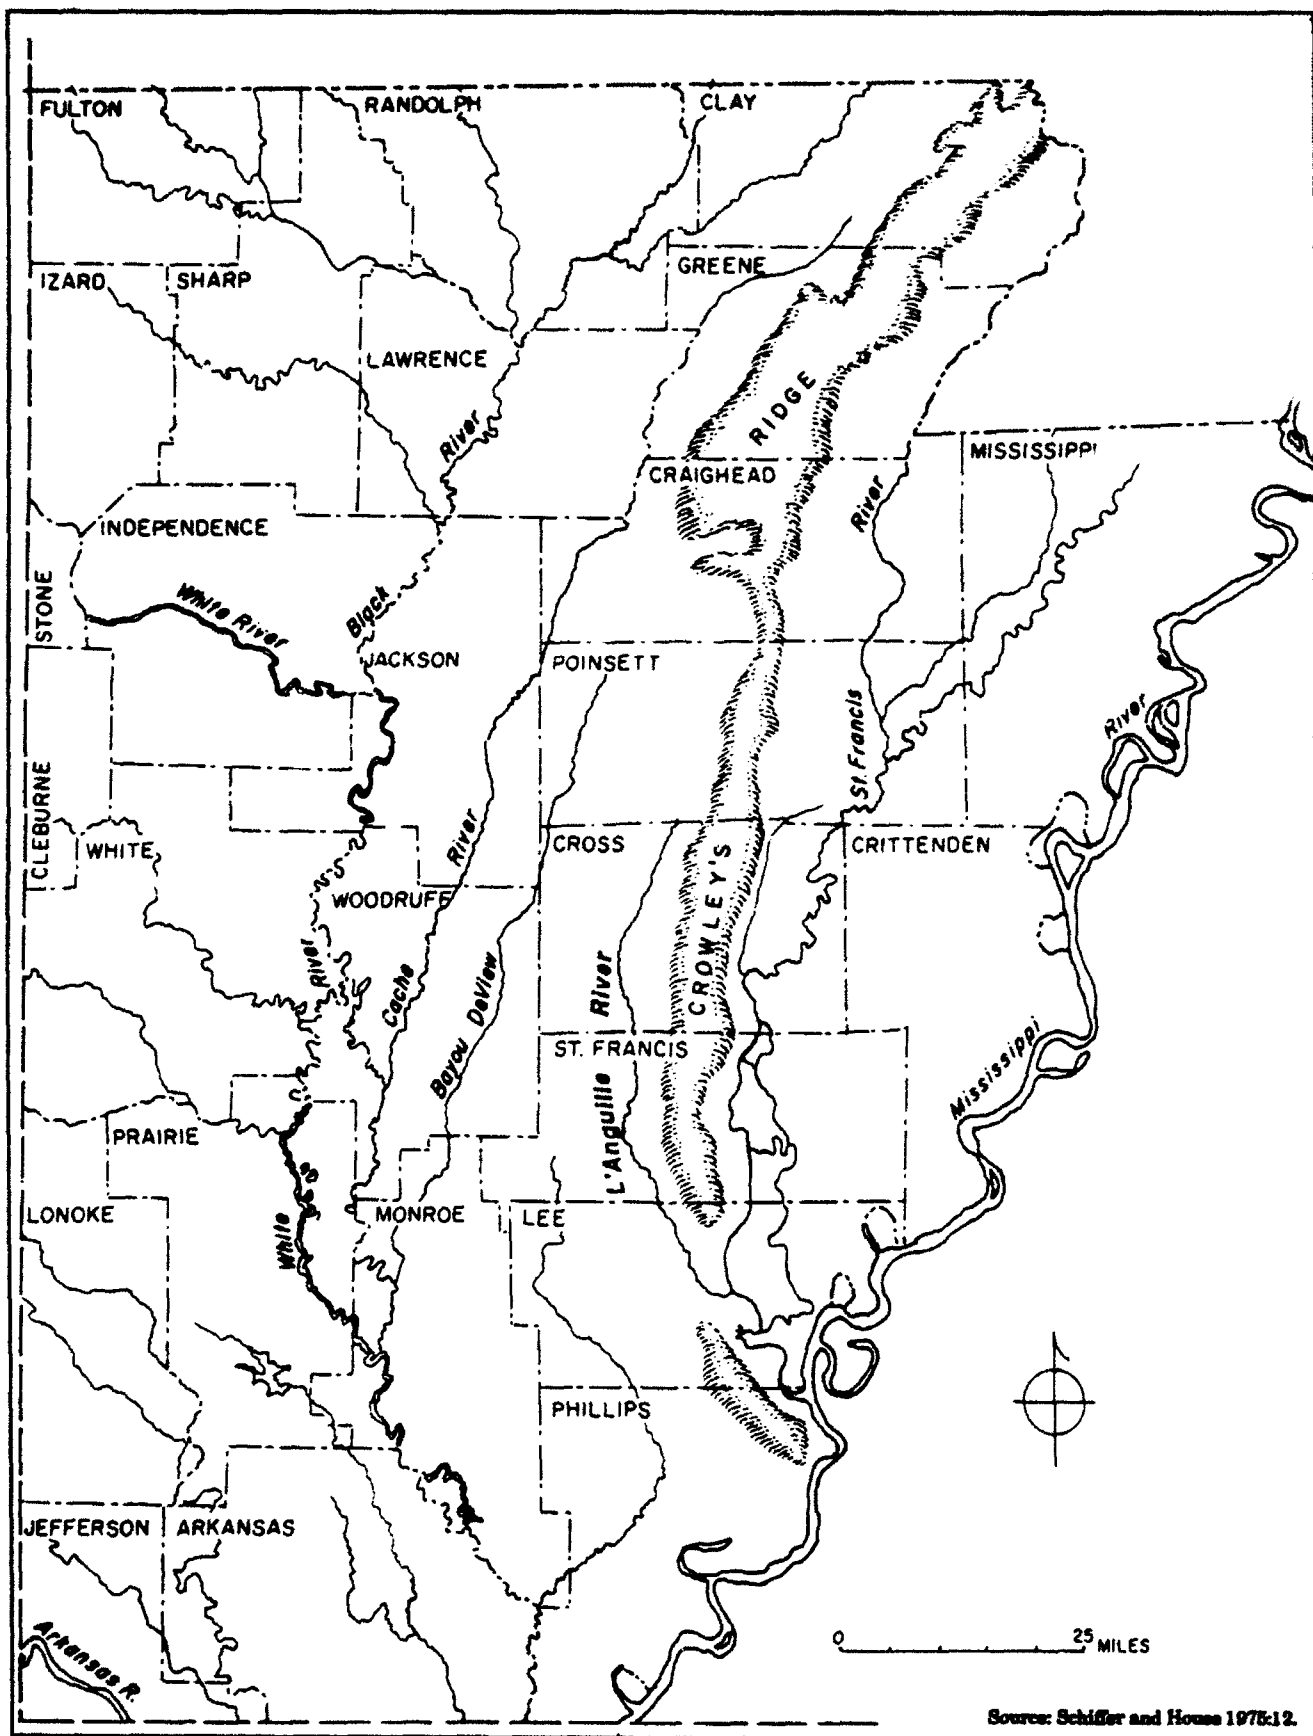 FULTON
RANDOLPH
CLAY
IZARD
SHARP
GREENE
LAWRENCE
RIDGE
River
CRAIGHEAD
MISSISSIPPI
River
INDEPENDENCE
STONE
White River
Black
JACKSON
POINSETT
St. Francis
River
CLEBURNE
WHITE
River
CROSS
CRITTENDEN
WOODRUFF
CROWLEY'S
River
Cache
Bayou DeView
L'Anguille River
ST. FRANCIS
Mississippi
PRAIRIE
LONOKE
White
MONROE
LEE
PHILLIPS
JEFFERSON
ARKANSAS
Arkansas R.
0 25 MILES
Source: Schiffer and House 1975:12.